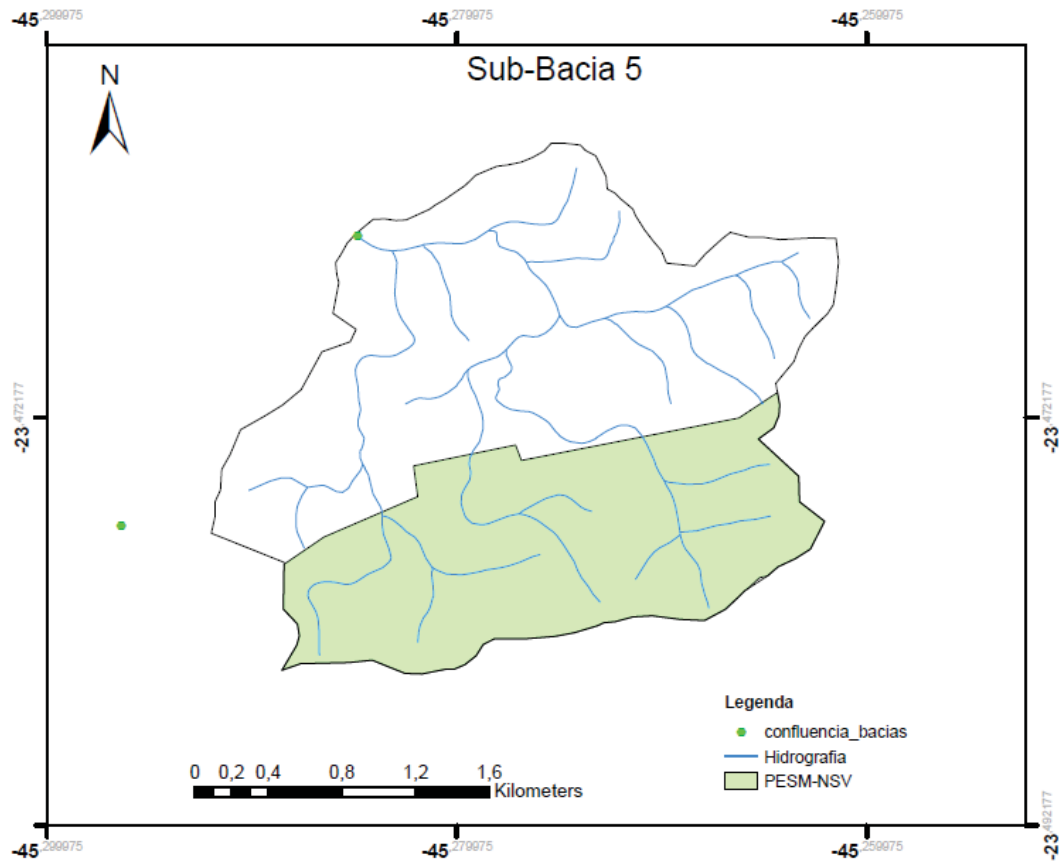 -45,299975 -45,279975 -45,259975
Sub-Bacia 5
N
-23,472177 -23,472177
Legenda
confluencia_bacias
Hidrografia
PESM-NSV
0 0,2 0,4 0,8 1,2 1,6
Kilometers
-23,492177
-45,299975 -45,279975 -45,259975